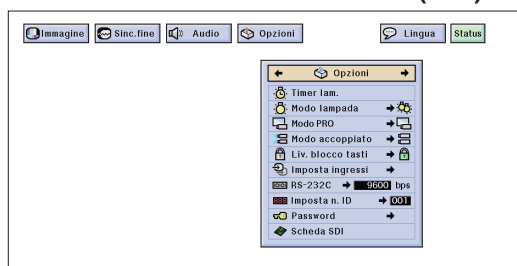 Immagine Sinc.fine Audio Opzioni Lingua Status
Opzioni
Timer lam.
Modo lampada
Modo PRO
Modo accoppiato
Liv. blocco tasti
Imposta ingressi
RS-232C 9600 bps
Imposta n. ID 001
Password
Scheda SDI